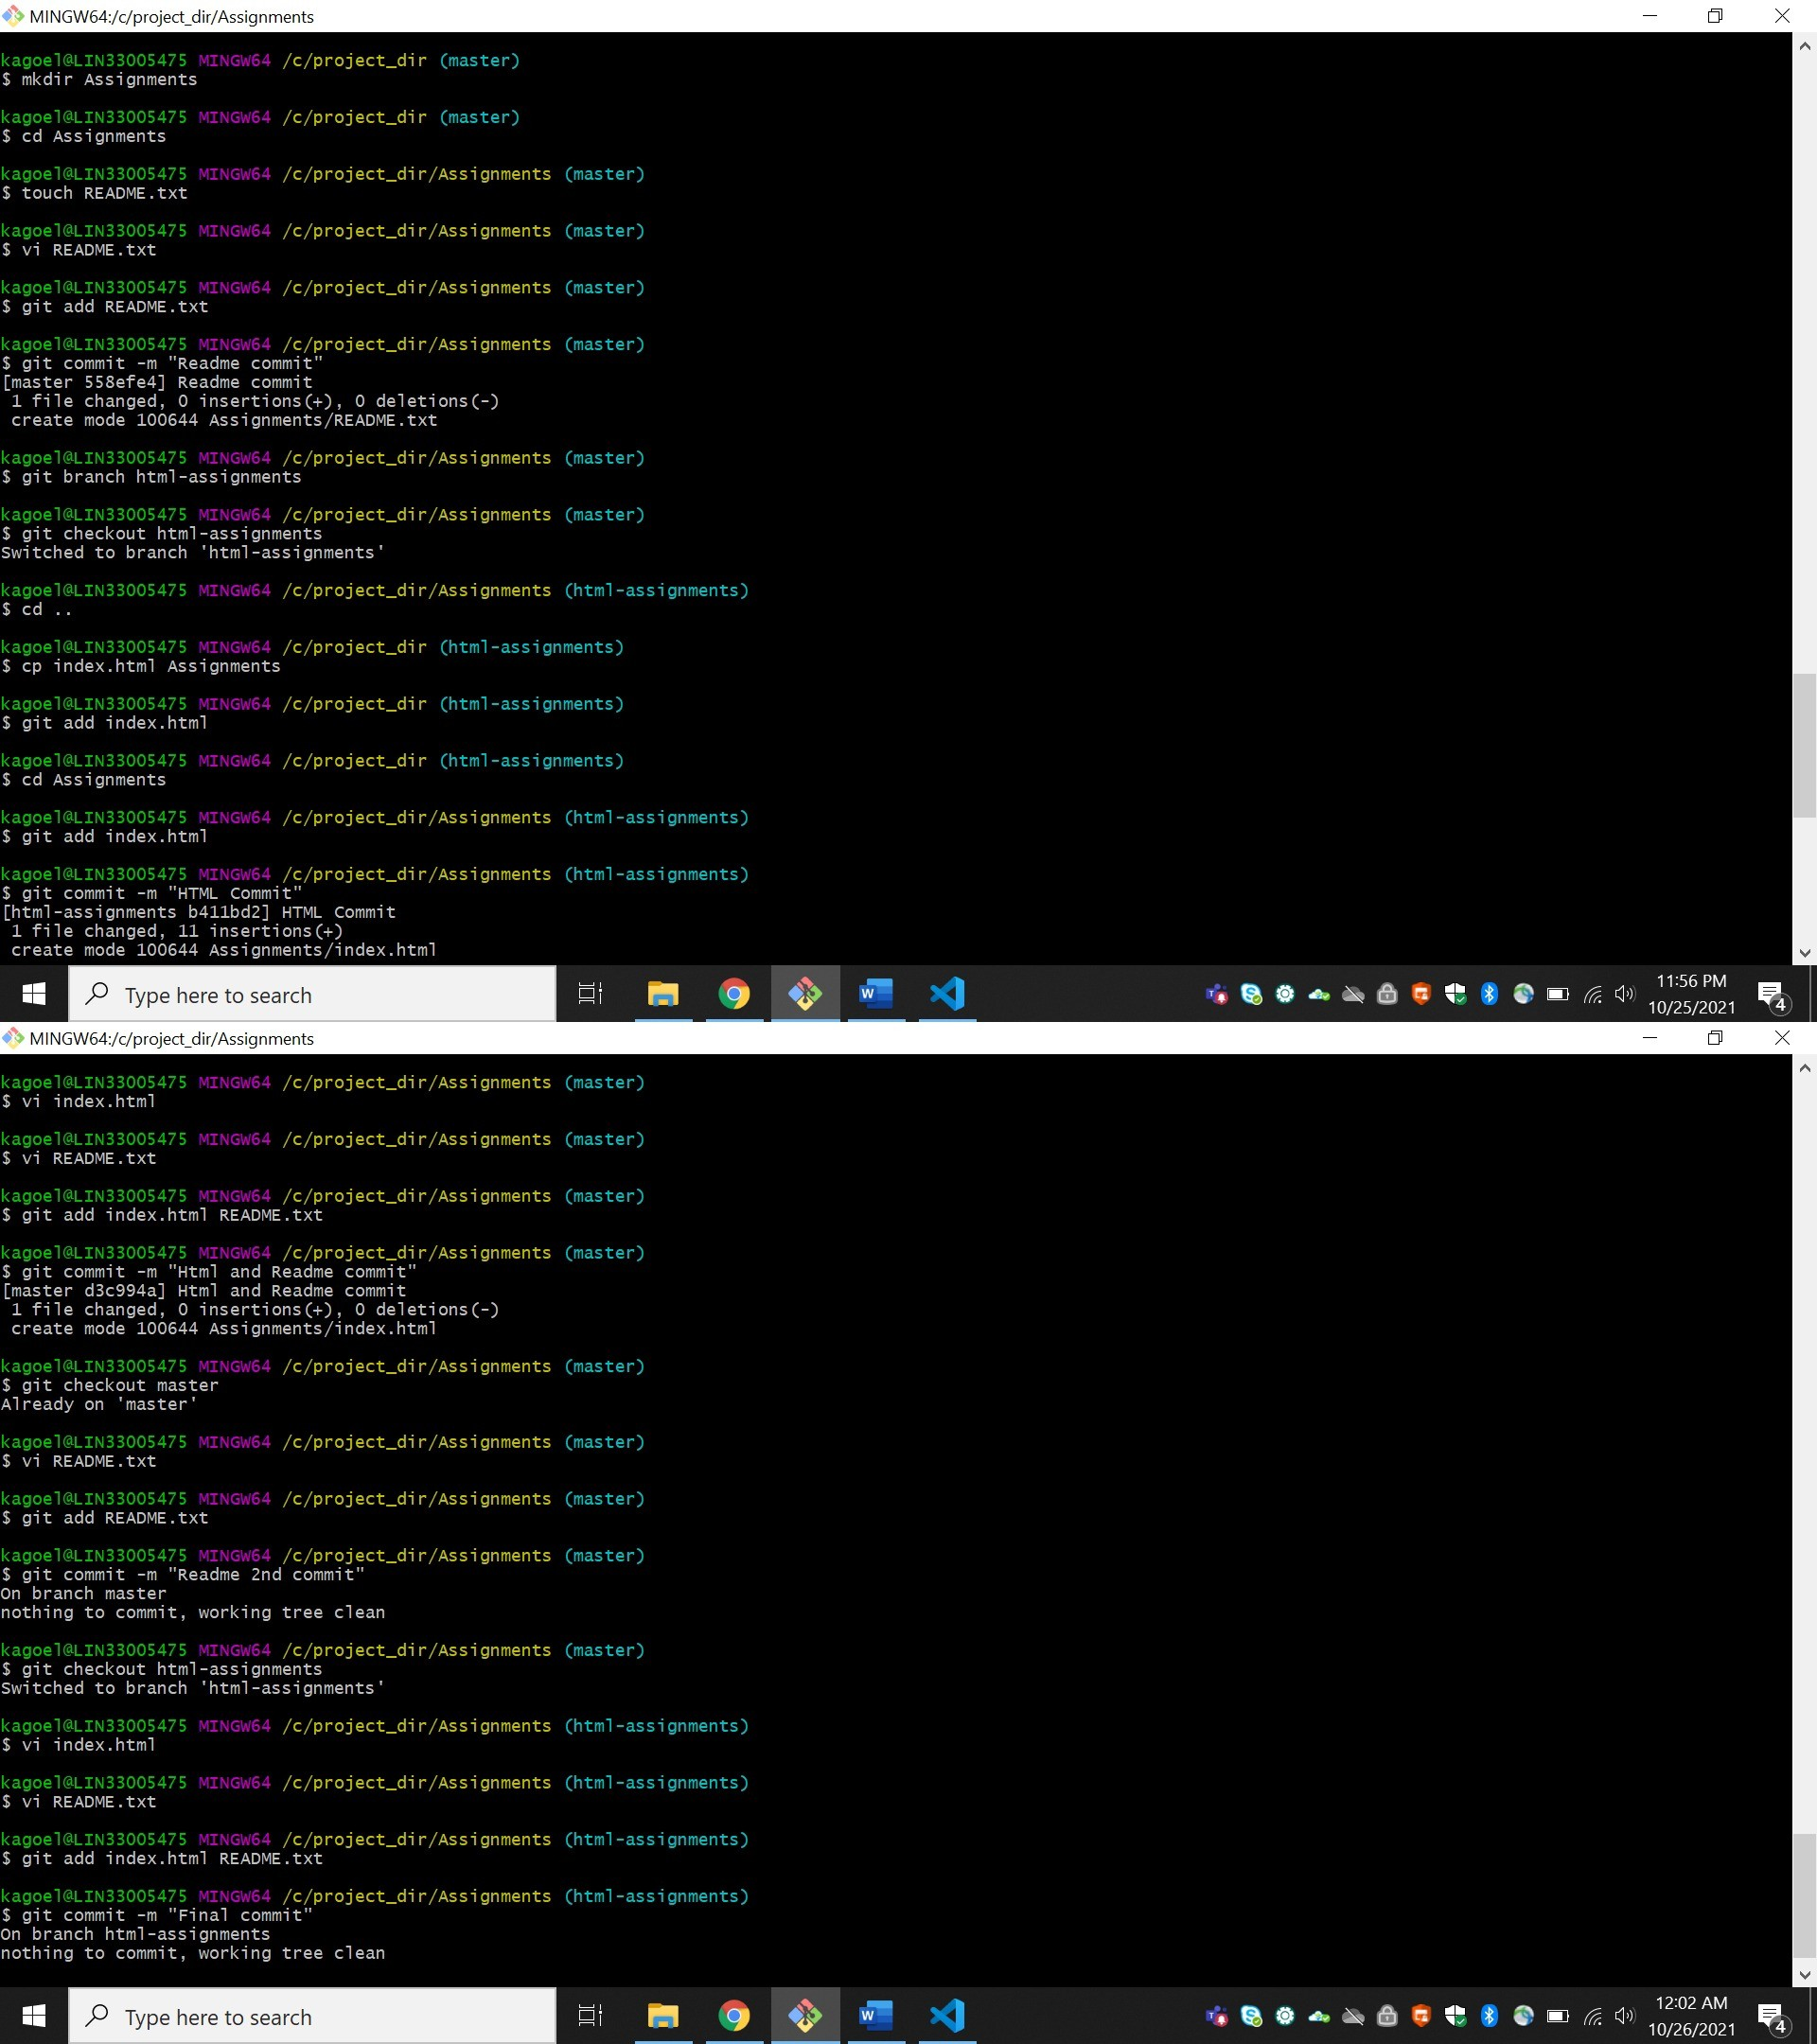 MINGW64:/c/project_dir/Assignments
kagoel@LIN33005475 MINGW64 /c/project_dir (master)
$ mkdir Assignments
kagoel@LIN33005475 MINGW64 /c/project_dir (master)
$ cd Assignments
kagoel@LIN33005475 MINGW64 /c/project_dir/Assignments (master)
$ touch README.txt
kagoel@LIN33005475 MINGW64 /c/project_dir/Assignments (master)
$ vi README.txt
kagoel@LIN33005475 MINGW64 /c/project_dir/Assignments (master)
$ git add README.txt
kagoel@LIN33005475 MINGW64 /c/project_dir/Assignments (master)
$ git commit -m "Readme commit"
[master 558efe4] Readme commit
 1 file changed, 0 insertions(+), 0 deletions(-)
 create mode 100644 Assignments/README.txt
kagoel@LIN33005475 MINGW64 /c/project_dir/Assignments (master)
$ git branch html-assignments
kagoel@LIN33005475 MINGW64 /c/project_dir/Assignments (master)
$ git checkout html-assignments
Switched to branch 'html-assignments'
kagoel@LIN33005475 MINGW64 /c/project_dir/Assignments (html-assignments)
$ cd ..
kagoel@LIN33005475 MINGW64 /c/project_dir (html-assignments)
$ cp index.html Assignments
kagoel@LIN33005475 MINGW64 /c/project_dir (html-assignments)
$ git add index.html
kagoel@LIN33005475 MINGW64 /c/project_dir (html-assignments)
$ cd Assignments
kagoel@LIN33005475 MINGW64 /c/project_dir/Assignments (html-assignments)
$ git add index.html
kagoel@LIN33005475 MINGW64 /c/project_dir/Assignments (html-assignments)
$ git commit -m "HTML Commit"
[html-assignments b411bd2] HTML Commit
 1 file changed, 11 insertions(+)
 create mode 100644 Assignments/index.html
Type here to search
11:56 PM
10/25/2021
4
MINGW64:/c/project_dir/Assignments
kagoel@LIN33005475 MINGW64 /c/project_dir/Assignments (master)
$ vi index.html
kagoel@LIN33005475 MINGW64 /c/project_dir/Assignments (master)
$ vi README.txt
kagoel@LIN33005475 MINGW64 /c/project_dir/Assignments (master)
$ git add index.html README.txt
kagoel@LIN33005475 MINGW64 /c/project_dir/Assignments (master)
$ git commit -m "Html and Readme commit"
[master d3c994a] Html and Readme commit
 1 file changed, 0 insertions(+), 0 deletions(-)
 create mode 100644 Assignments/index.html
kagoel@LIN33005475 MINGW64 /c/project_dir/Assignments (master)
$ git checkout master
Already on 'master'
kagoel@LIN33005475 MINGW64 /c/project_dir/Assignments (master)
$ vi README.txt
kagoel@LIN33005475 MINGW64 /c/project_dir/Assignments (master)
$ git add README.txt
kagoel@LIN33005475 MINGW64 /c/project_dir/Assignments (master)
$ git commit -m "Readme 2nd commit"
On branch master
nothing to commit, working tree clean
kagoel@LIN33005475 MINGW64 /c/project_dir/Assignments (master)
$ git checkout html-assignments
Switched to branch 'html-assignments'
kagoel@LIN33005475 MINGW64 /c/project_dir/Assignments (html-assignments)
$ vi index.html
kagoel@LIN33005475 MINGW64 /c/project_dir/Assignments (html-assignments)
$ vi README.txt
kagoel@LIN33005475 MINGW64 /c/project_dir/Assignments (html-assignments)
$ git add index.html README.txt
kagoel@LIN33005475 MINGW64 /c/project_dir/Assignments (html-assignments)
$ git commit -m "Final commit"
On branch html-assignments
nothing to commit, working tree clean
Type here to search
12:02 AM
10/26/2021
4